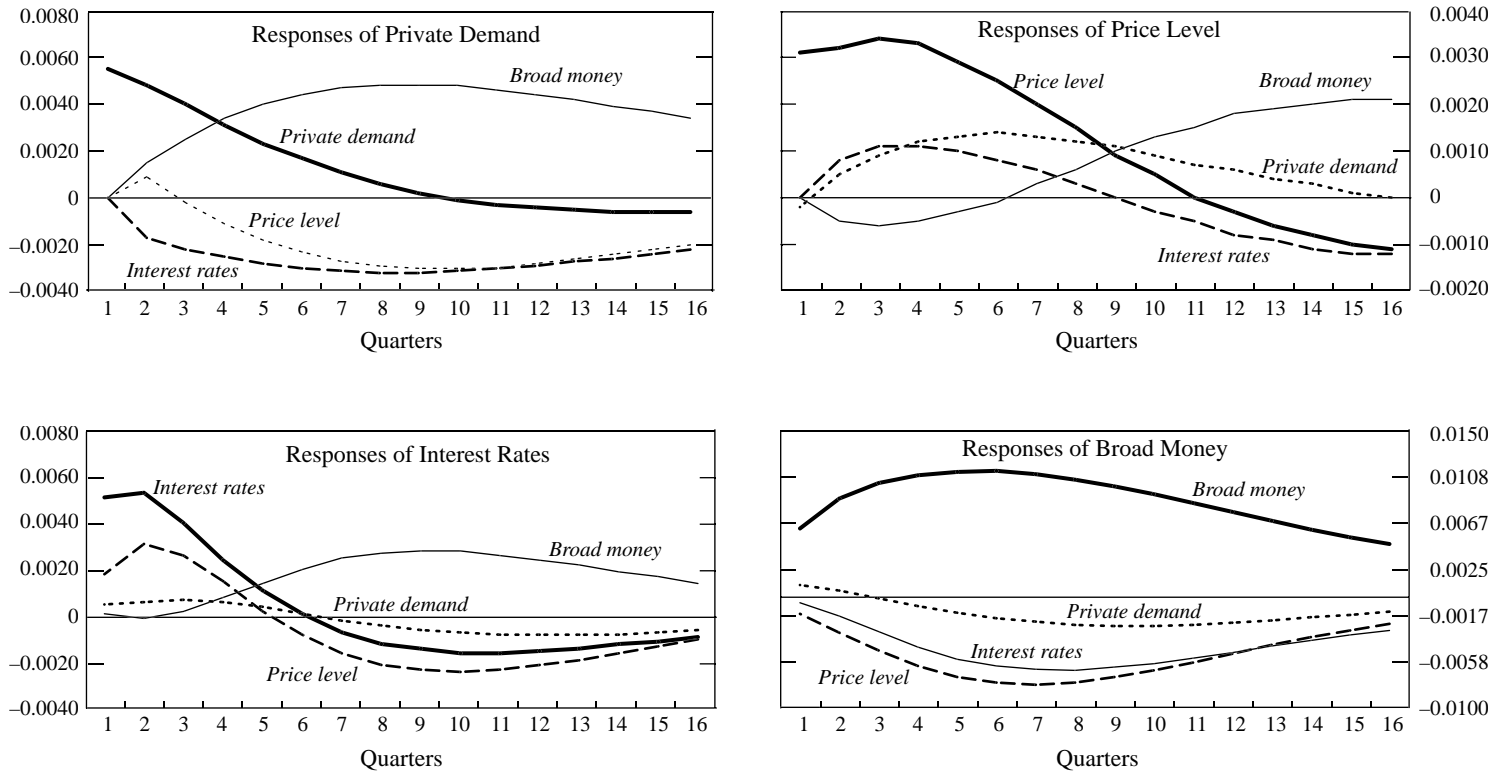 Responses of Private Demand
0.0080
0.0060
0.0040
0.0020
0
–0.0020
–0.0040
Broad money
Private demand
Price level
Interest rates
1 2 3 4 5 6 7 8 9 10 11 12 13 14 15 16
Quarters
Responses of Price Level
0.0040
0.0030
0.0020
0.0010
0
–0.0010
–0.0020
Price level
Broad money
Private demand
Interest rates
1 2 3 4 5 6 7 8 9 10 11 12 13 14 15 16
Quarters
Responses of Interest Rates
0.0080
0.0060
0.0040
0.0020
0
–0.0020
–0.0040
Interest rates
Broad money
Private demand
Price level
1 2 3 4 5 6 7 8 9 10 11 12 13 14 15 16
Quarters
Responses of Broad Money
0.0150
0.0108
0.0067
0.0025
–0.0017
–0.0058
–0.0100
Broad money
Private demand
Interest rates
Price level
1 2 3 4 5 6 7 8 9 10 11 12 13 14 15 16
Quarters